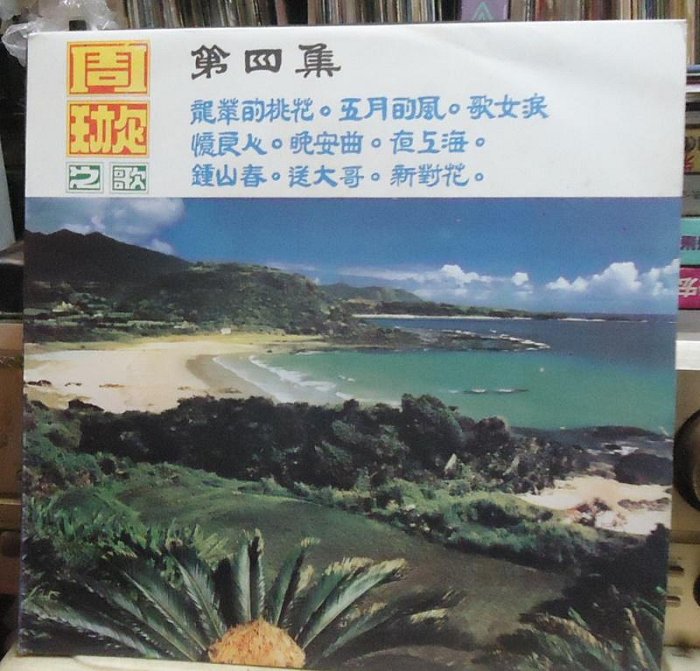 周
璇
之歌
第四集
龍華的桃花。五月的風。歌女淚
憶良人。晚安曲。夜上海。
鍾山春。送大哥。新對花。